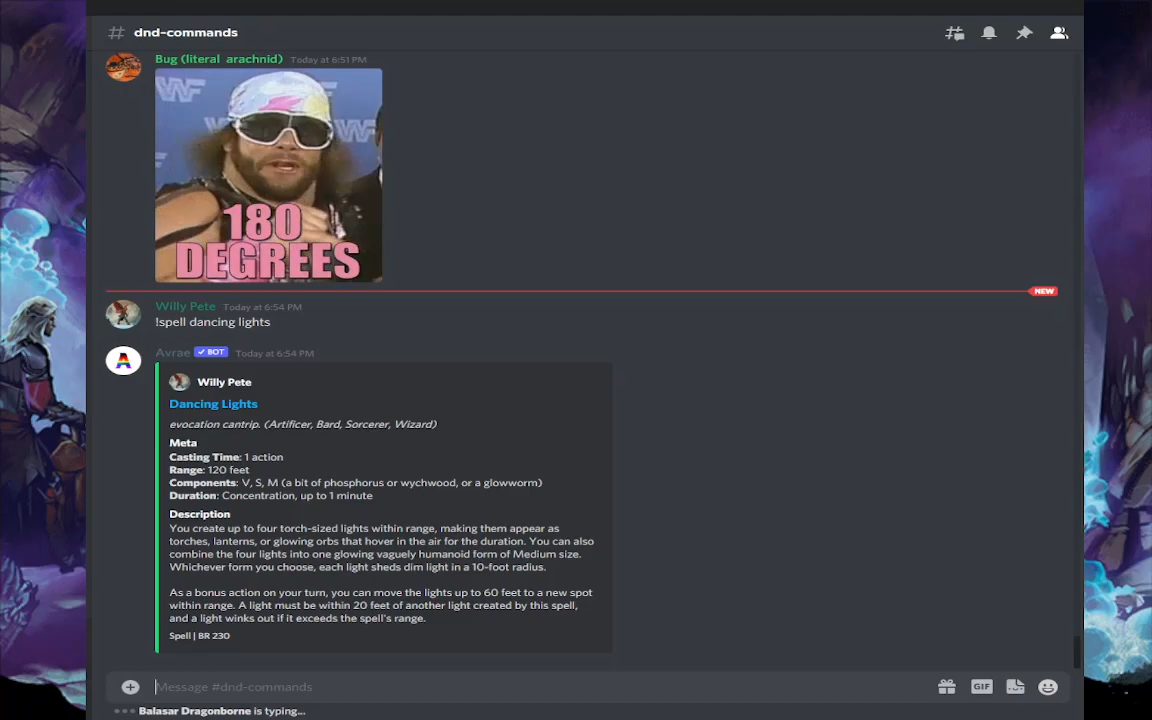 # dnd-commands
Bug (literal arachnid) Today at 6:51 PM
WF
WF
180
DEGREES
NEW
Willy Pete Today at 6:54 PM
!spell dancing lights
A Avrae ✓ BOT Today at 6:54 PM
Willy Pete
Dancing Lights
evocation cantrip. (Artificer, Bard, Sorcerer, Wizard)
Meta
Casting Time: 1 action
Range: 120 feet
Components: V, S, M (a bit of phosphorus or wychwood, or a glowworm)
Duration: Concentration, up to 1 minute
Description
You create up to four torch-sized lights within range, making them appear as
torches, lanterns, or glowing orbs that hover in the air for the duration. You can also
combine the four lights into one glowing vaguely humanoid form of Medium size.
Whichever form you choose, each light sheds dim light in a 10-foot radius.
As a bonus action on your turn, you can move the lights up to 60 feet to a new spot
within range. A light must be within 20 feet of another light created by this spell,
and a light winks out if it exceeds the spell's range.
Spell | BR 230
Message #dnd-commands
GIF
Balasar Dragonborne is typing...